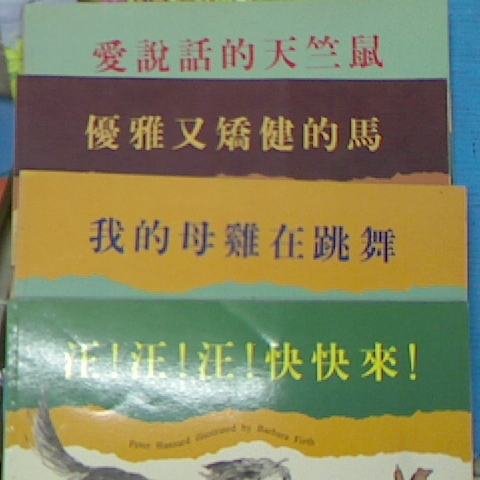 愛說話的天竺鼠
優雅又矯健的馬
我的母雞在跳舞
汪!汪!汪!快快來!
Peter Hansard illustrated by Barbara Firth